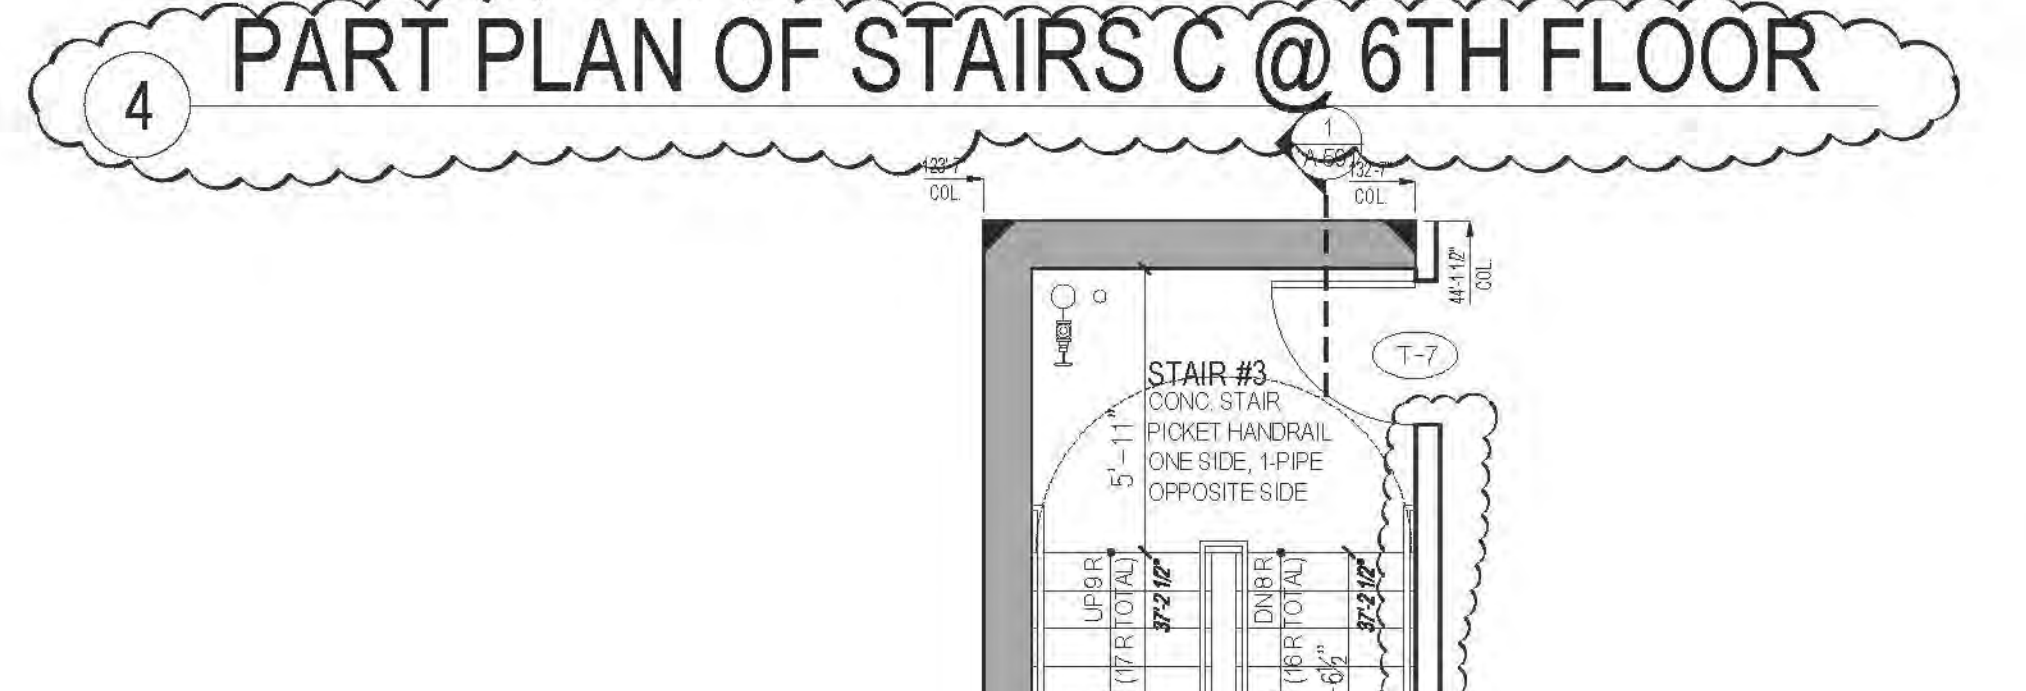 4
PART PLAN OF STAIRS C @ 6TH FLOOR
1
A-591
123'-7"
COL.
132'-7"
COL.
44'-1 1/2"
COL.
T-7
STAIR #3
CONC. STAIR
PICKET HANDRAIL
ONE SIDE, 1-PIPE
OPPOSITE SIDE
5'-11"
UP 9 R
(17 R TOTAL)
37'-2 1/2"
DN 8 R
(16 R TOTAL)
37'-2 1/2"